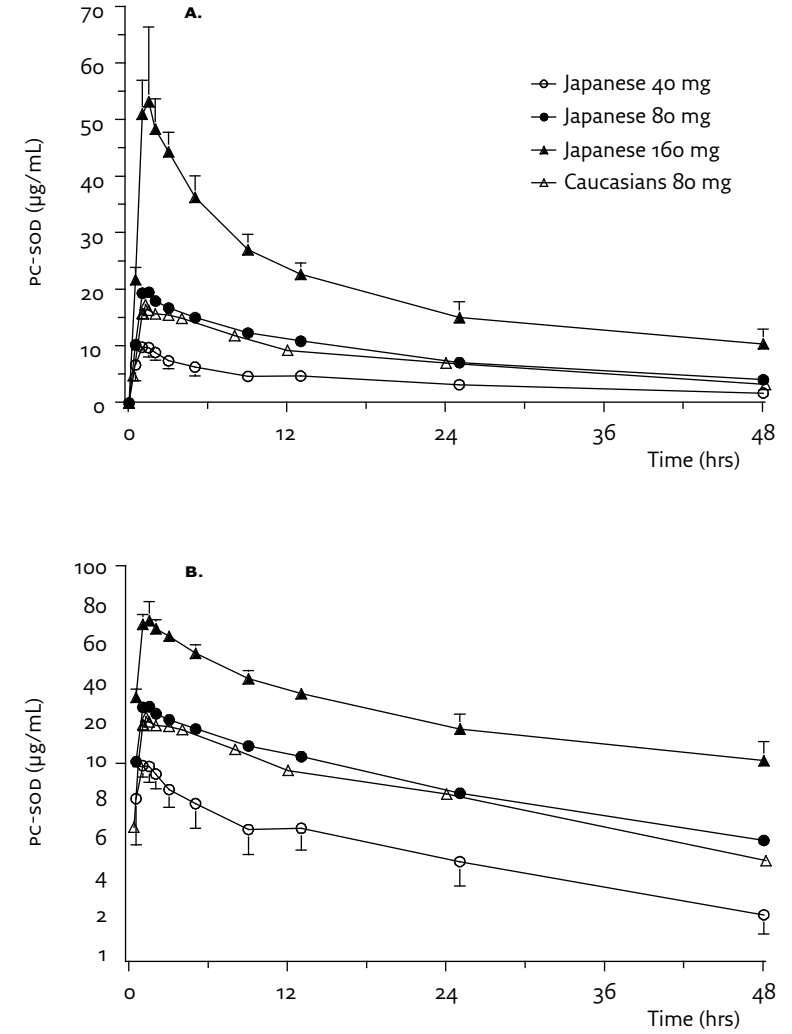 A.
70
60
50
40
30
20
10
0
PC-SOD (µg/mL)
Japanese 40 mg
Japanese 80 mg
Japanese 160 mg
Caucasians 80 mg
0 12 24 36 48
Time (hrs)
B.
100
80
60
40
20
10
8
6
4
2
1
PC-SOD (µg/mL)
0 12 24 36 48
Time (hrs)